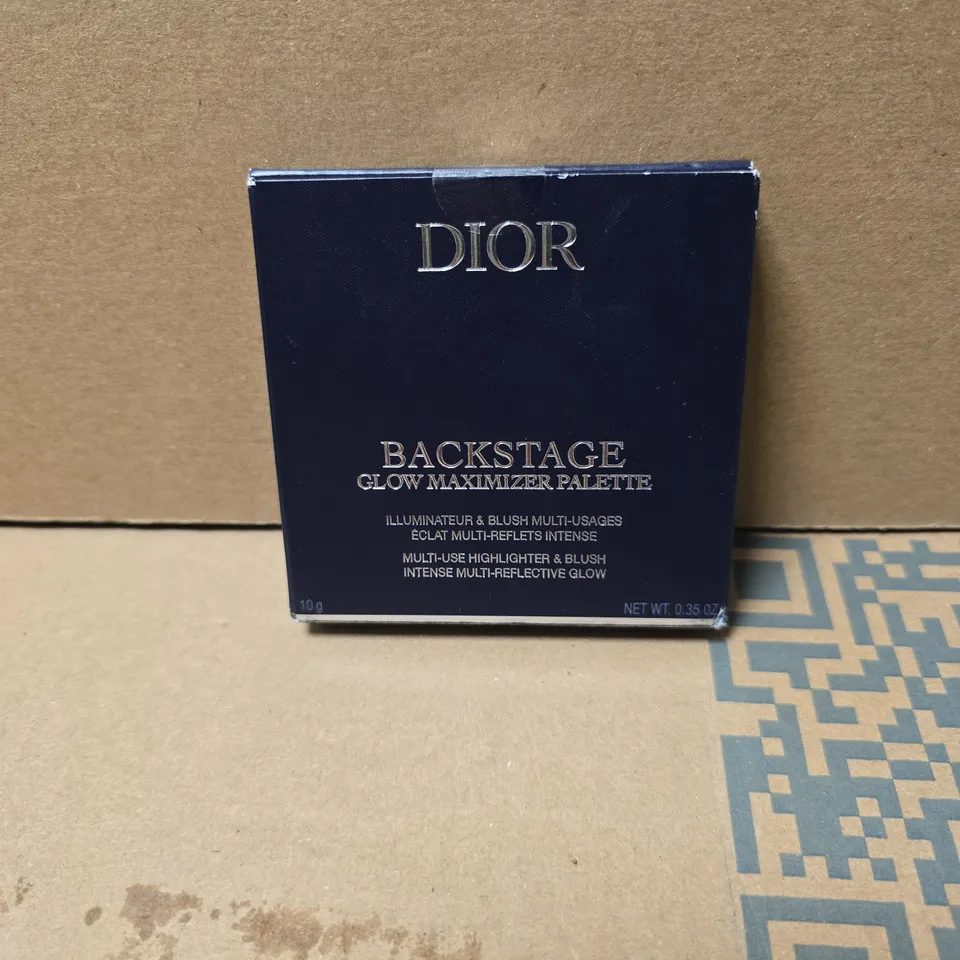 DIOR
BACKSTAGE
GLOW MAXIMIZER PALETTE
ILLUMINATEUR & BLUSH MULTI-USAGES
ÉCLAT MULTI-REFLETS INTENSE
MULTI-USE HIGHLIGHTER & BLUSH
INTENSE MULTI-REFLECTIVE GLOW
10 g
NET WT. 0.35 OZ